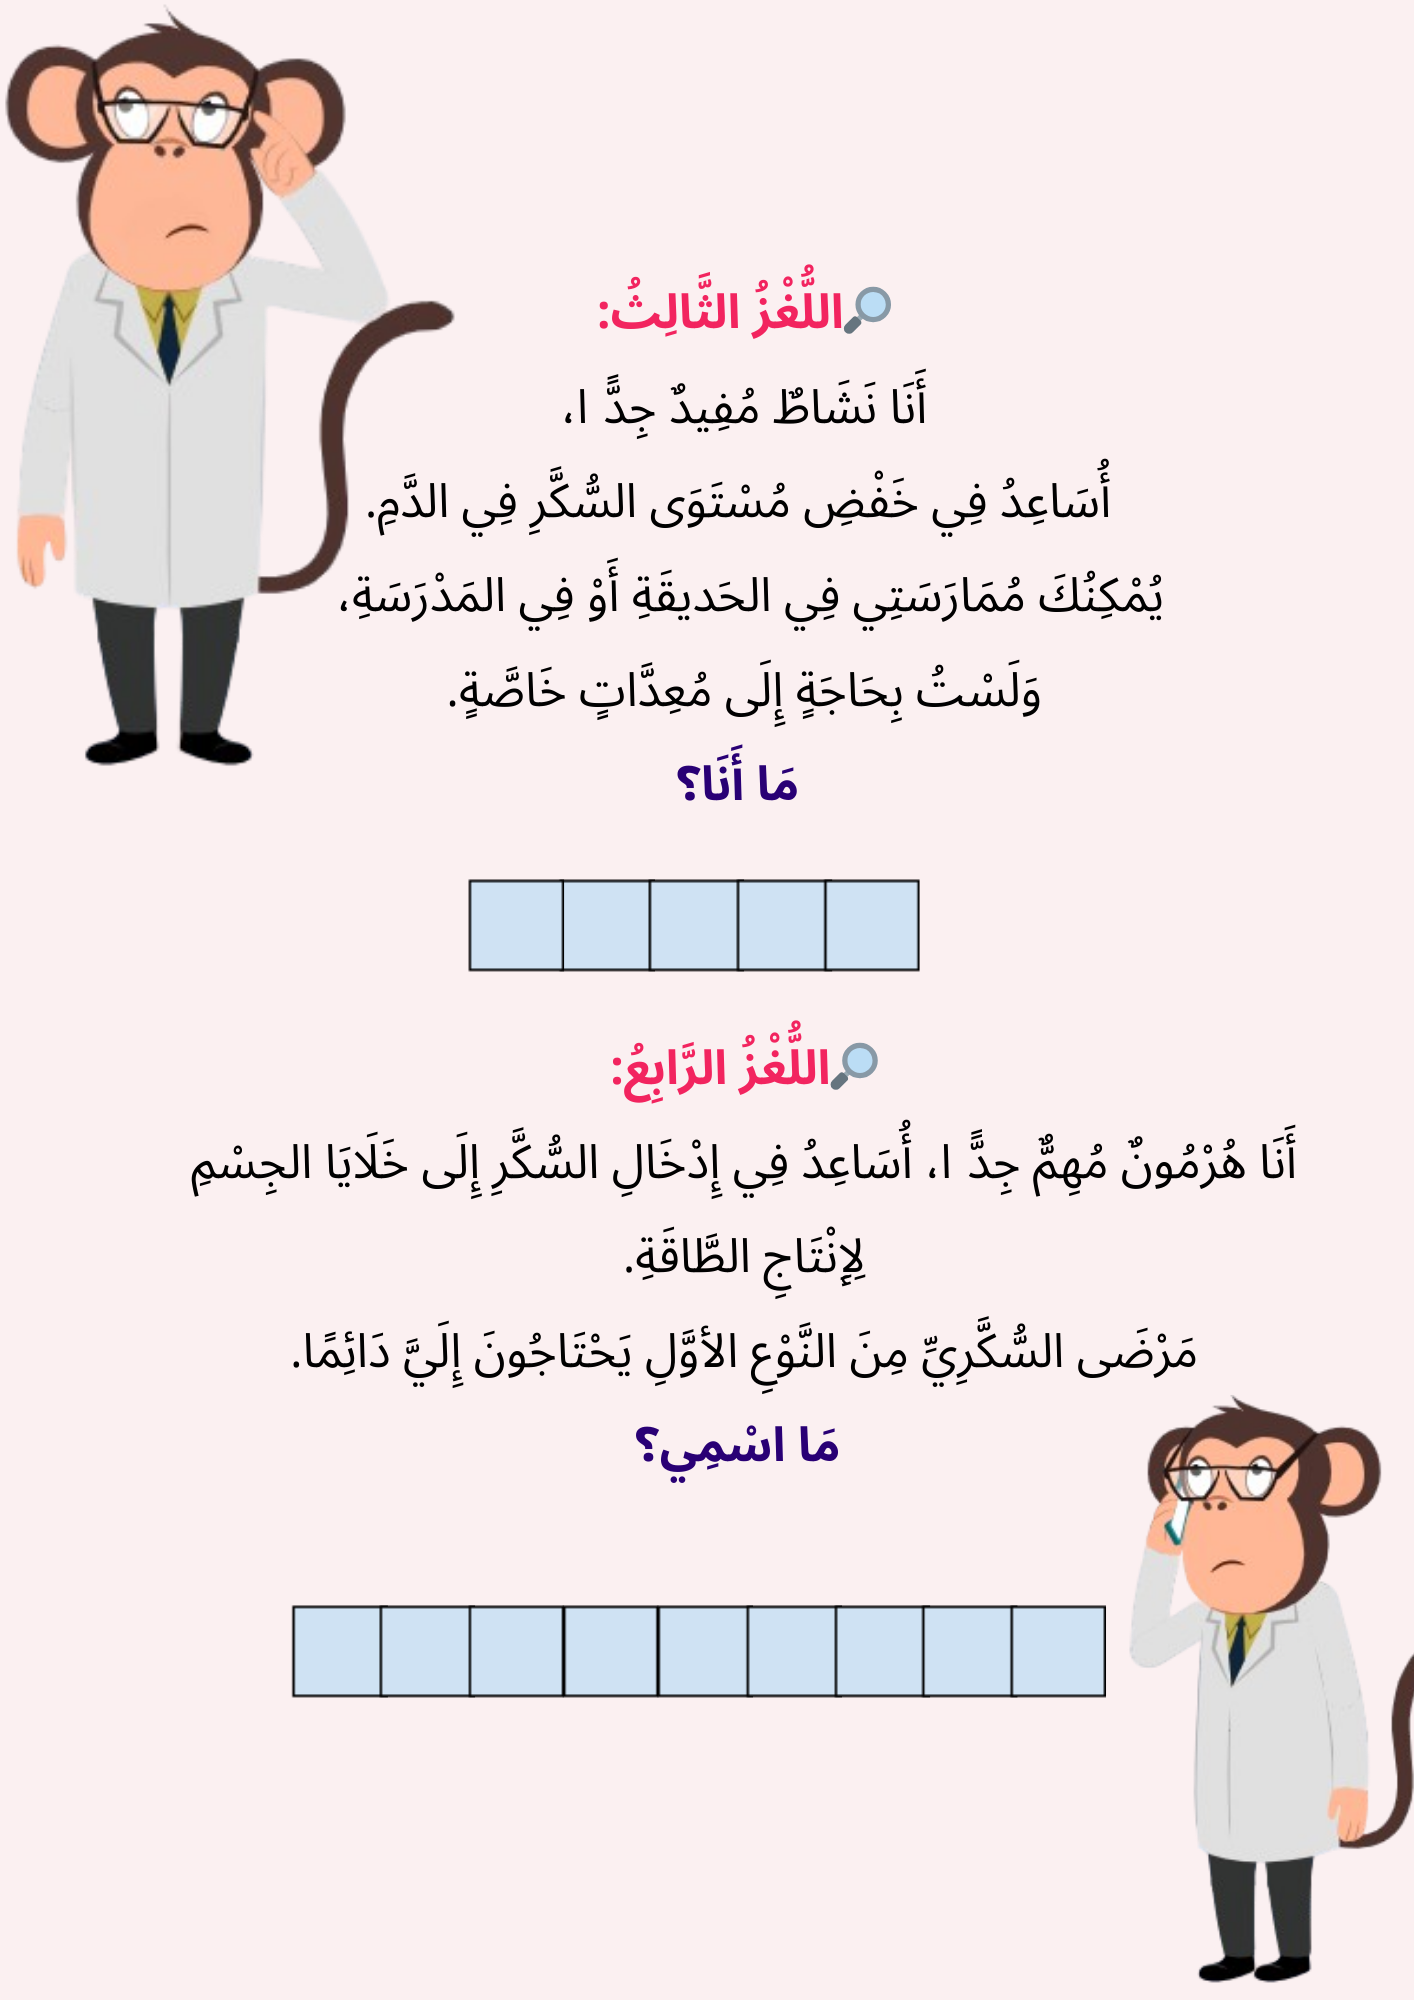 اللُّغْزُ الثَّالِثُ:
أَنَا نَشَاطٌ مُفِيدٌ جِدًّ ا،
أُسَاعِدُ فِي خَفْضِ مُسْتَوَى السُّكَّرِ فِي الدَّمِ.
يُمْكِنُكَ مُمَارَسَتِي فِي الحَديقَةِ أَوْ فِي المَدْرَسَةِ،
وَلَسْتُ بِحَاجَةٍ إِلَى مُعِدَّاتٍ خَاصَّةٍ.
مَا أَنَا؟
اللُّغْزُ الرَّابِعُ:
أَنَا هُرْمُونٌ مُهِمٌّ جِدًّ ا، أُسَاعِدُ فِي إِدْخَالِ السُّكَّرِ إِلَى خَلَايَا الجِسْمِ
لِإِنْتَاجِ الطَّاقَةِ.
مَرْضَى السُّكَّرِيِّ مِنَ النَّوْعِ الأوَّلِ يَحْتَاجُونَ إِلَيَّ دَائِمًا.
مَا اسْمِي؟